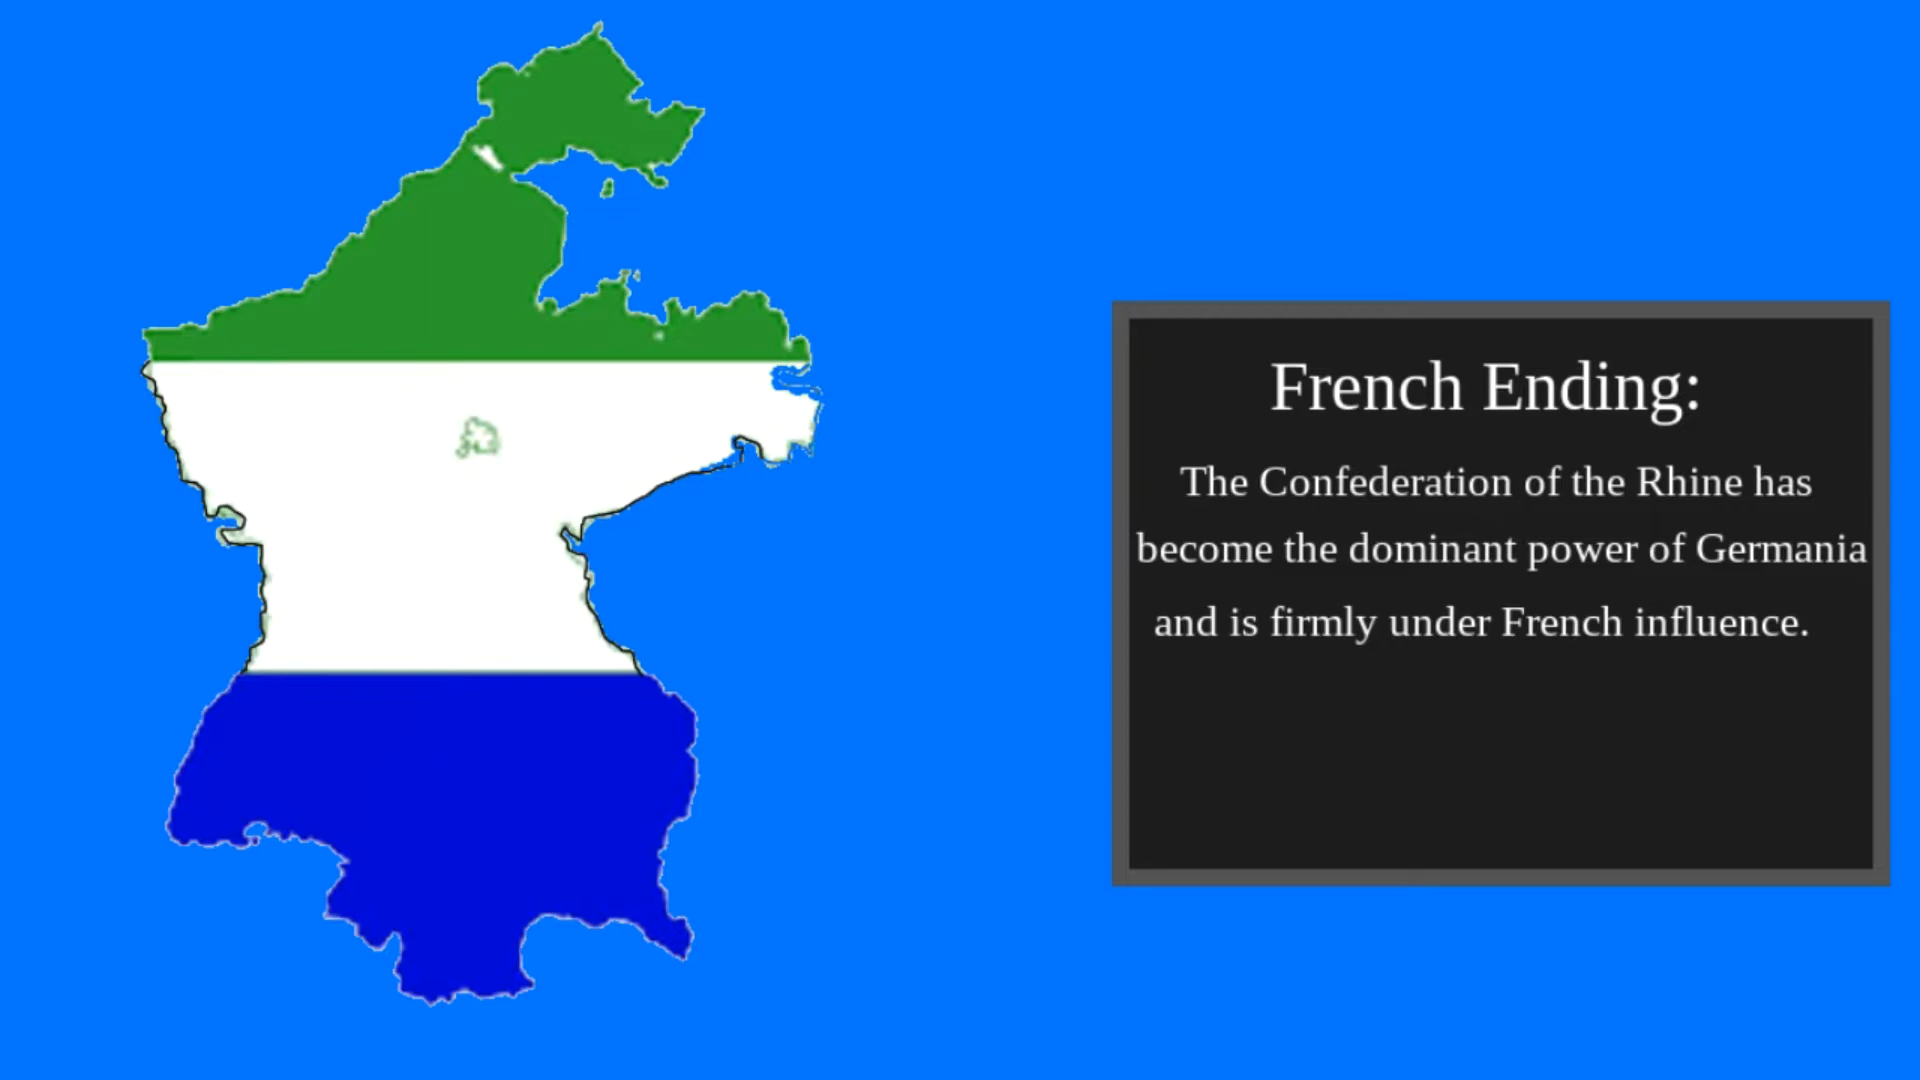 French Ending:
The Confederation of the Rhine has
become the dominant power of Germania
and is firmly under French influence.